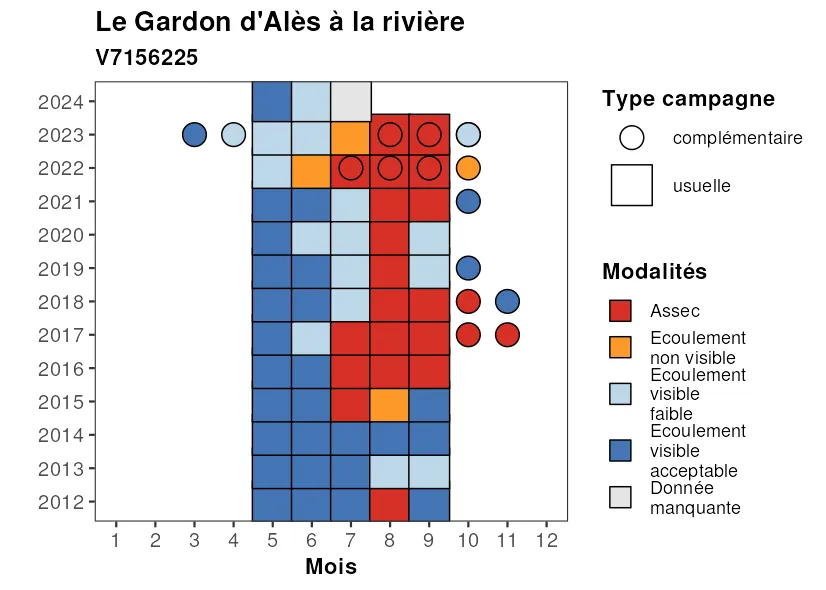 Le Gardon d'Alès à la rivière
V7156225
2024
2023
2022
2021
2020
2019
2018
2017
2016
2015
2014
2013
2012
1 2 3 4 5 6 7 8 9 10 11 12
Mois
Type campagne
complémentaire
usuelle
Modalités
Assec
Ecoulement
non visible
Ecoulement
visible
faible
Ecoulement
visible
acceptable
Donnée
manquante